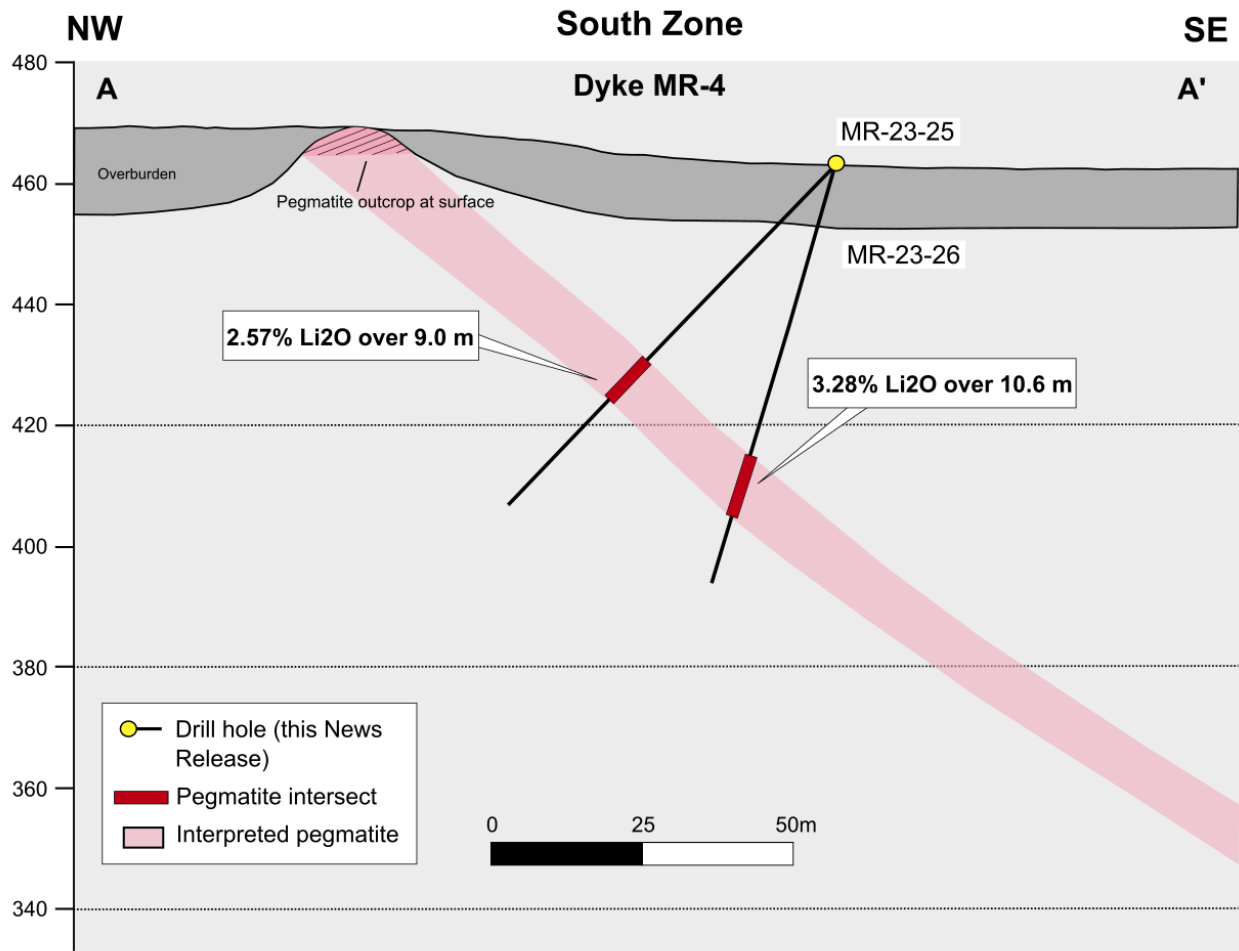 NW
South Zone
SE
480
A
Dyke MR-4
A'
MR-23-25
Overburden
460
Pegmatite outcrop at surface
MR-23-26
440
2.57% Li2O over 9.0 m
3.28% Li2O over 10.6 m
420
400
380
Drill hole (this News
Release)
Pegmatite intersect
Interpreted pegmatite
0 25 50m
360
340